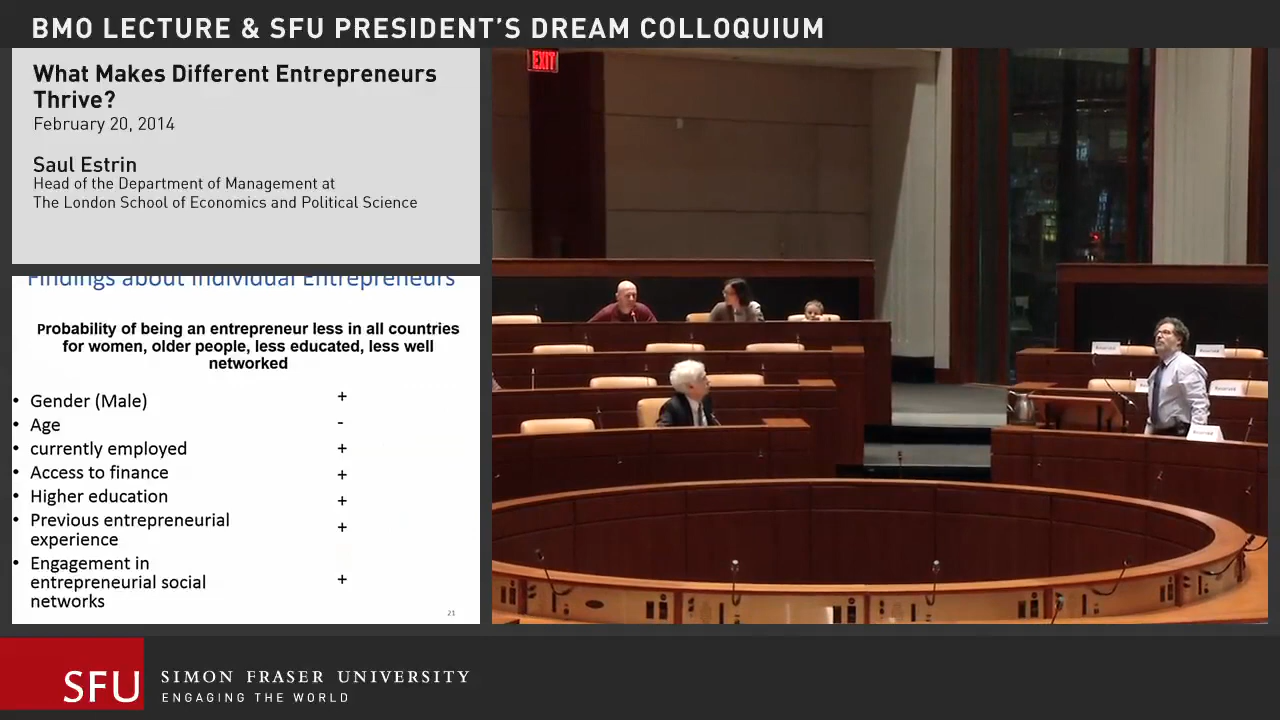 BMO LECTURE & SFU PRESIDENT'S DREAM COLLOQUIUM
What Makes Different Entrepreneurs
Thrive?
February 20, 2014
Saul Estrin
Head of the Department of Management at
The London School of Economics and Political Science
Findings about Individual Entrepreneurs
Probability of being an entrepreneur less in all countries
for women, older people, less educated, less well
networked
• Gender (Male) +
• Age -
• currently employed +
• Access to finance +
• Higher education +
• Previous entrepreneurial
experience +
• Engagement in
entrepreneurial social +
networks
21
EXIT
SFU
SIMON FRASER UNIVERSITY
ENGAGING THE WORLD